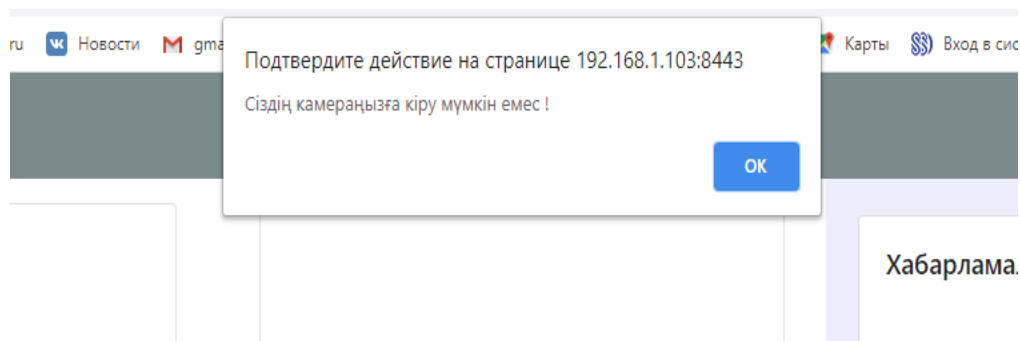 ru Новости gma Карты Вход в сис
Подтвердите действие на странице 192.168.1.103:8443
Сіздің камераңызға кіру мүмкін емес !
ОК
Хабарлама